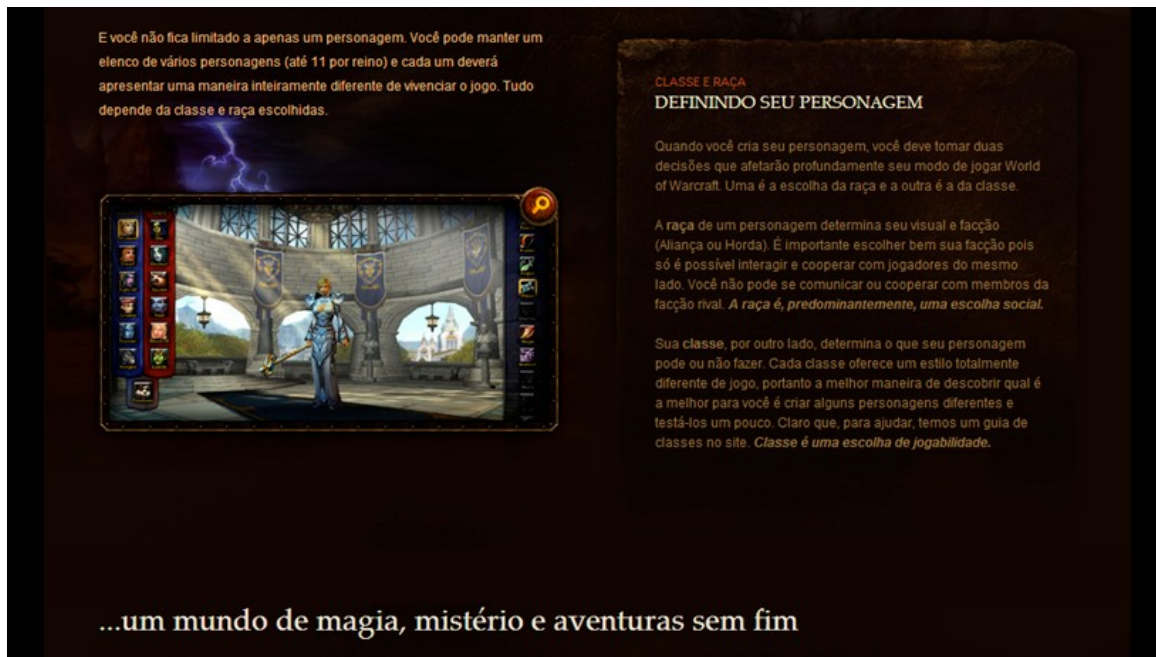 E você não fica limitado a apenas um personagem. Você pode manter um
elenco de vários personagens (até 11 por reino) e cada um deverá
apresentar uma maneira inteiramente diferente de vivenciar o jogo. Tudo
depende da classe e raça escolhidas.
CLASSE E RAÇA
DEFININDO SEU PERSONAGEM
Quando você cria seu personagem, você deve tomar duas
decisões que afetarão profundamente seu modo de jogar World
of Warcraft. Uma é a escolha da raça e a outra é a da classe.
A raça de um personagem determina seu visual e facção
(Aliança ou Horda). É importante escolher bem sua facção pois
só é possível interagir e cooperar com jogadores do mesmo
lado. Você não pode se comunicar ou cooperar com membros da
facção rival. A raça é, predominantemente, uma escolha social.
Sua classe, por outro lado, determina o que seu personagem
pode ou não fazer. Cada classe oferece um estilo totalmente
diferente de jogo, portanto a melhor maneira de descobrir qual é
a melhor para você é criar alguns personagens diferentes e
testá-los um pouco. Claro que, para ajudar, temos um guia de
classes no site. Classe é uma escolha de jogabilidade.
...um mundo de magia, mistério e aventuras sem fim